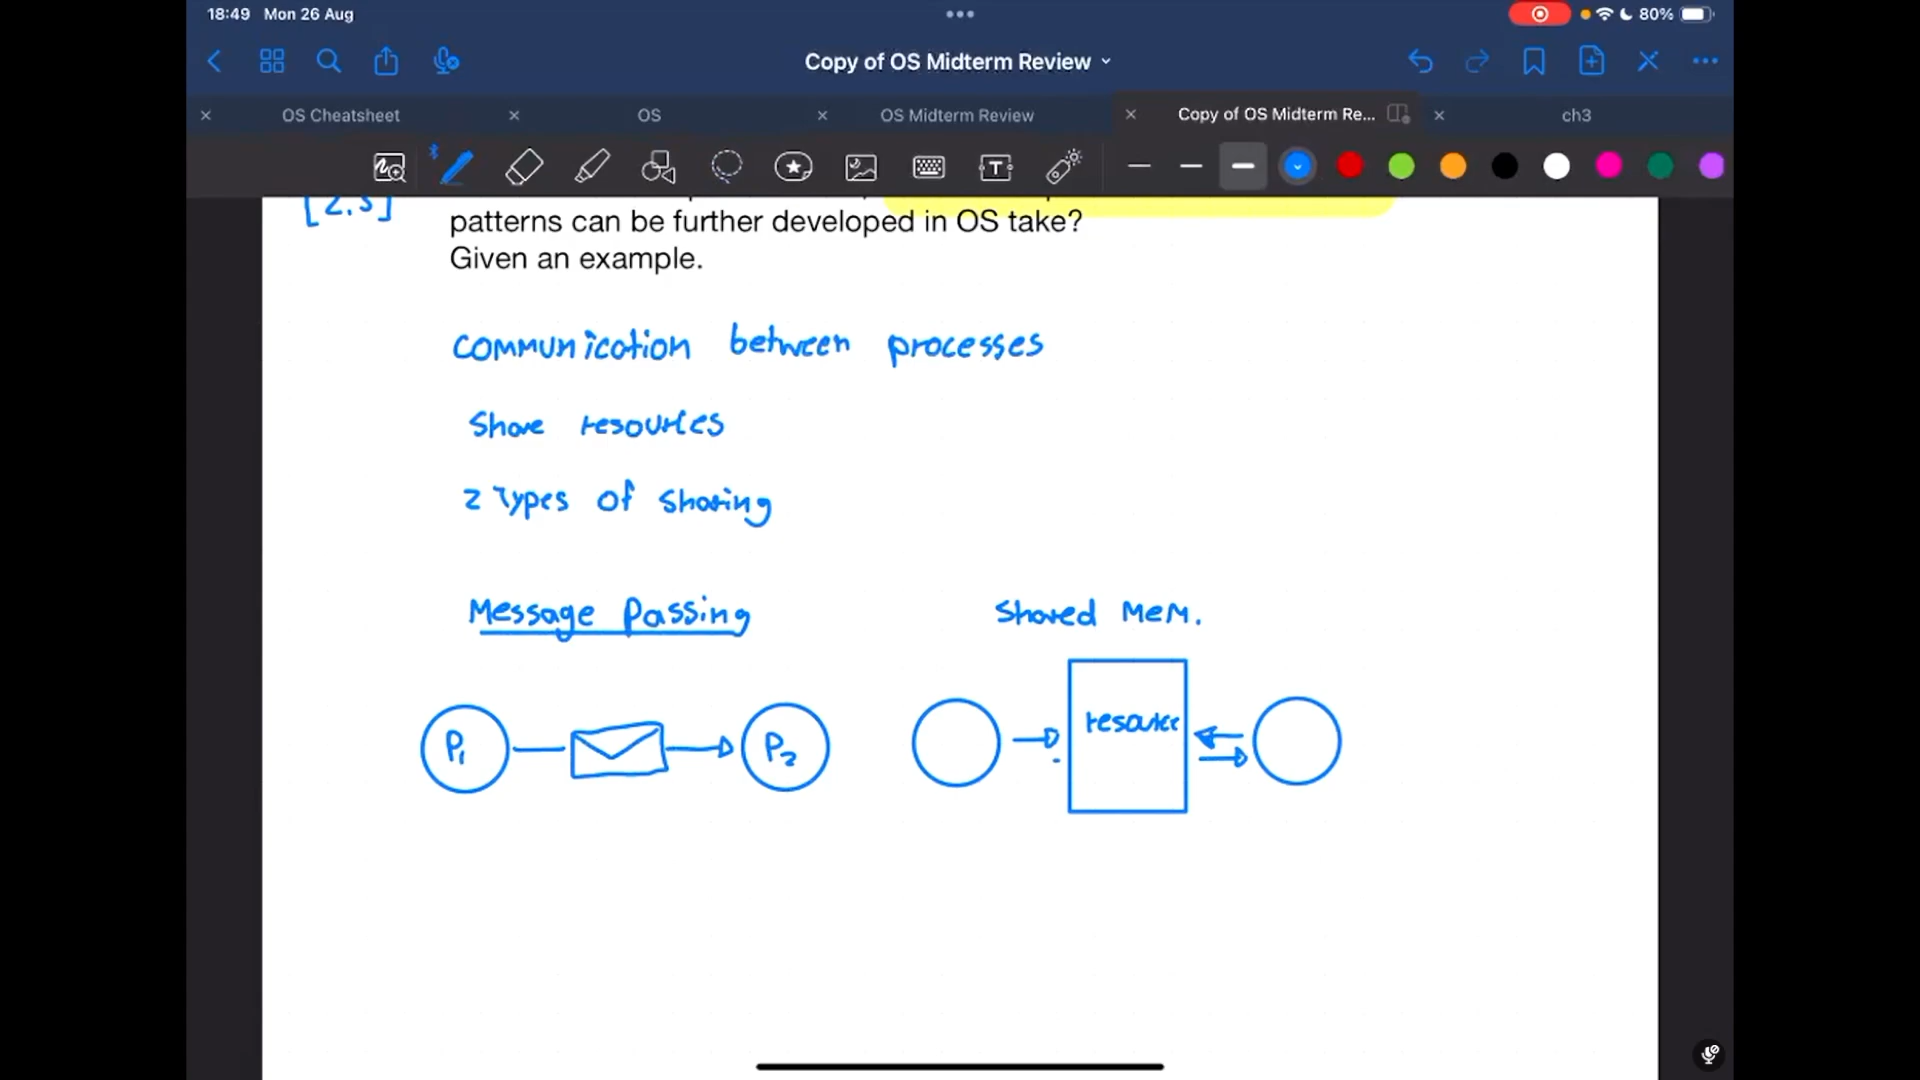 18:49 Mon 26 Aug
80%
Copy of OS Midterm Review
OS Cheatsheet
OS
OS Midterm Review
Copy of OS Midterm Re...
ch3
T
[2.3]
patterns can be further developed in OS take?
Given an example.
communication between processes
Share resources
2 Types of sharing
Message Passing
Shared Mem.
P1
P2
resource